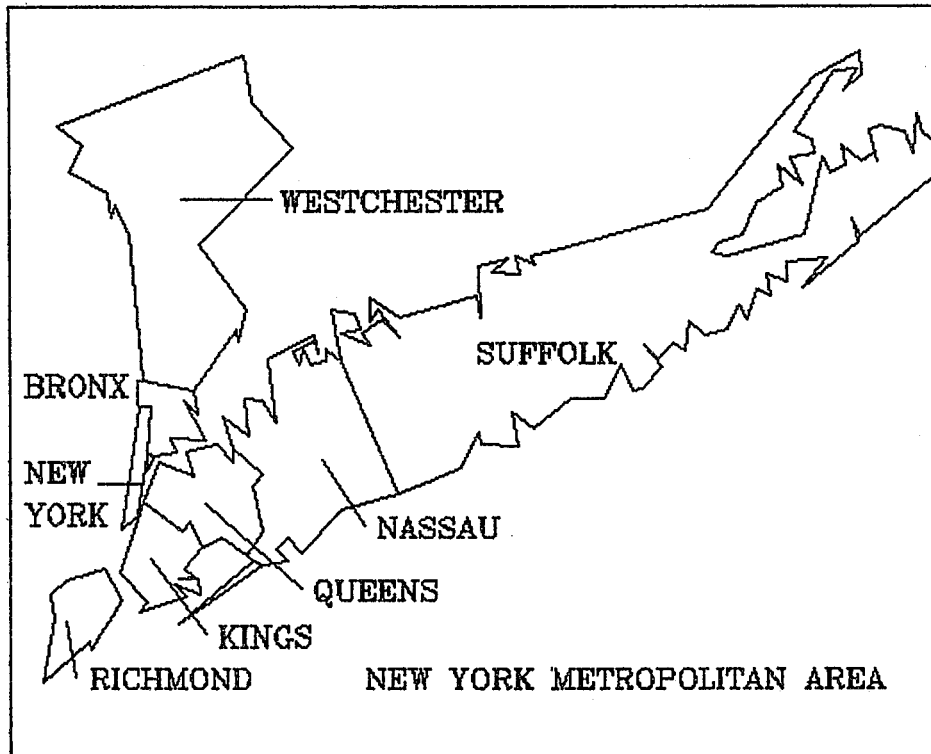 WESTCHESTER
SUFFOLK
BRONX
NEW
YORK
NASSAU
QUEENS
KINGS
RICHMOND
NEW YORK METROPOLITAN AREA